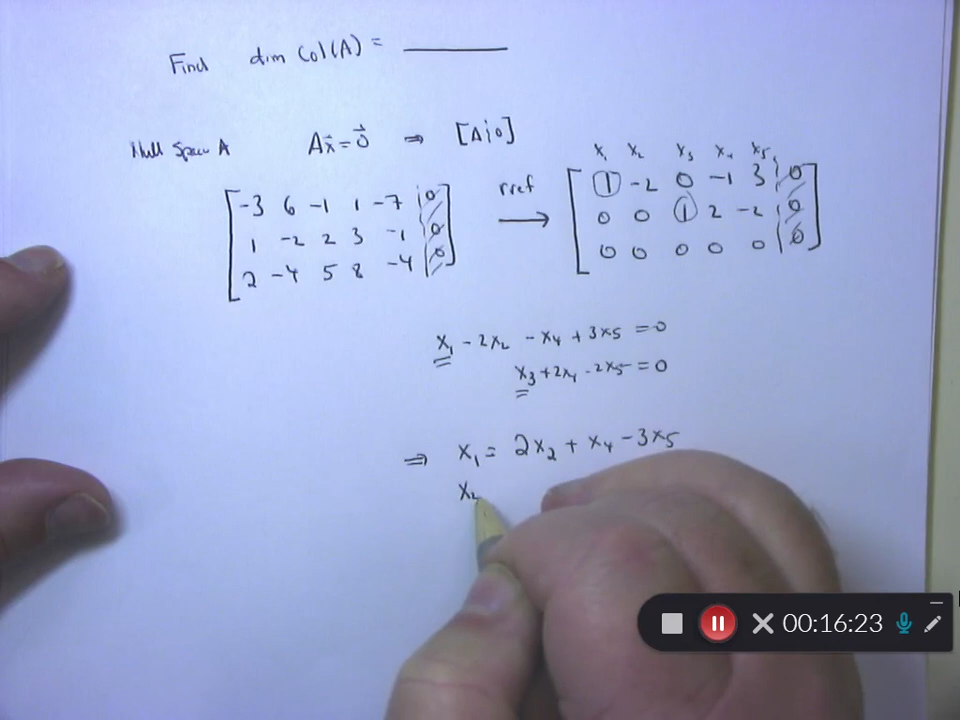 Find dim Col(A) = ______
Null Space A Ax⃗=0⃗ ⇒ [A|0]
x₁ x₂ x₃ x₄ x₅
-3 6 -1 1 -7 | 0 rref → 1 -2 0 -1 3 | 0
1 -2 2 3 -1 | 0 0 0 1 2 -2 | 0
2 -4 5 8 -4 | 0 0 0 0 0 0 | 0
x₁ - 2x₂ - x₄ + 3x₅ = 0
x₃ + 2x₄ - 2x₅ = 0
⇒ x₁ = 2x₂ + x₄ - 3x₅
x₂
00:16:23